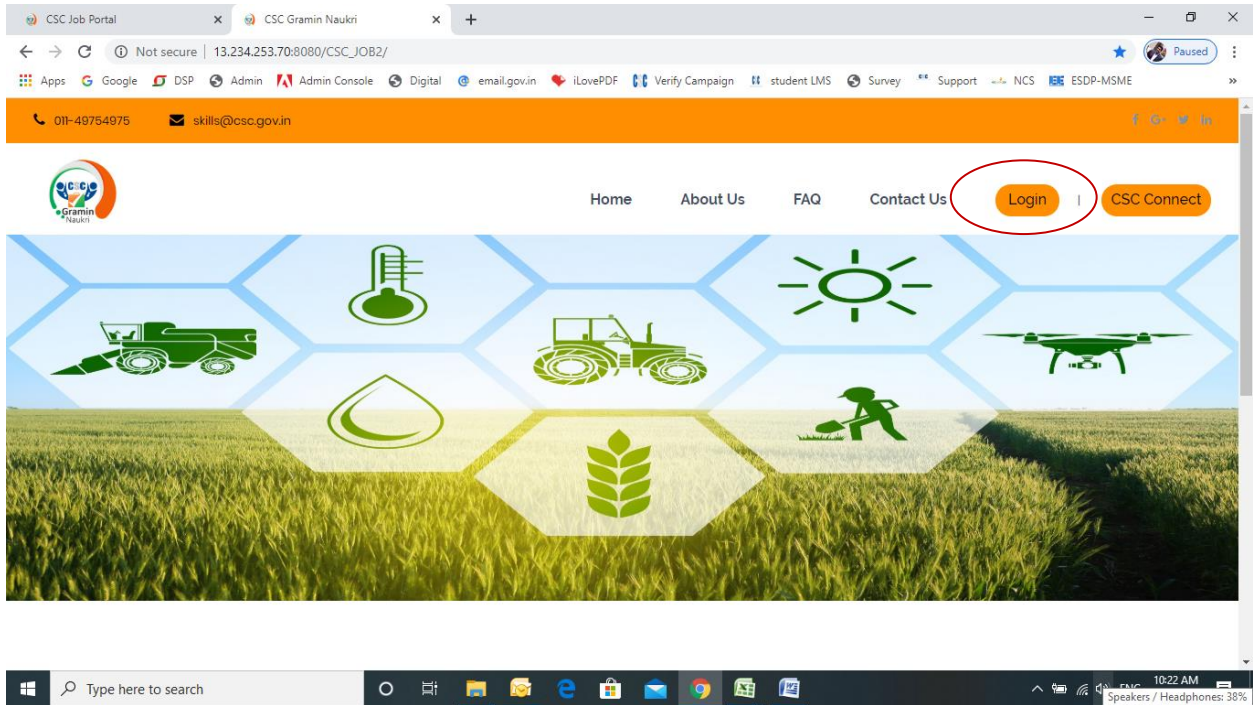 CSC Job Portal
CSC Gramin Naukri
Not secure | 13.234.253.70:8080/CSC_JOB2/
Paused
Apps Google DSP Admin Admin Console Digital email.gov.in iLovePDF Verify Campaign student LMS Survey Support NCS ESDP-MSME »
011-49754975 skills@csc.gov.in f G+ in
CSC
Gramin
Naukri
Home About Us FAQ Contact Us Login | CSC Connect
Type here to search
10:22 AM
Speakers / Headphones: 38%